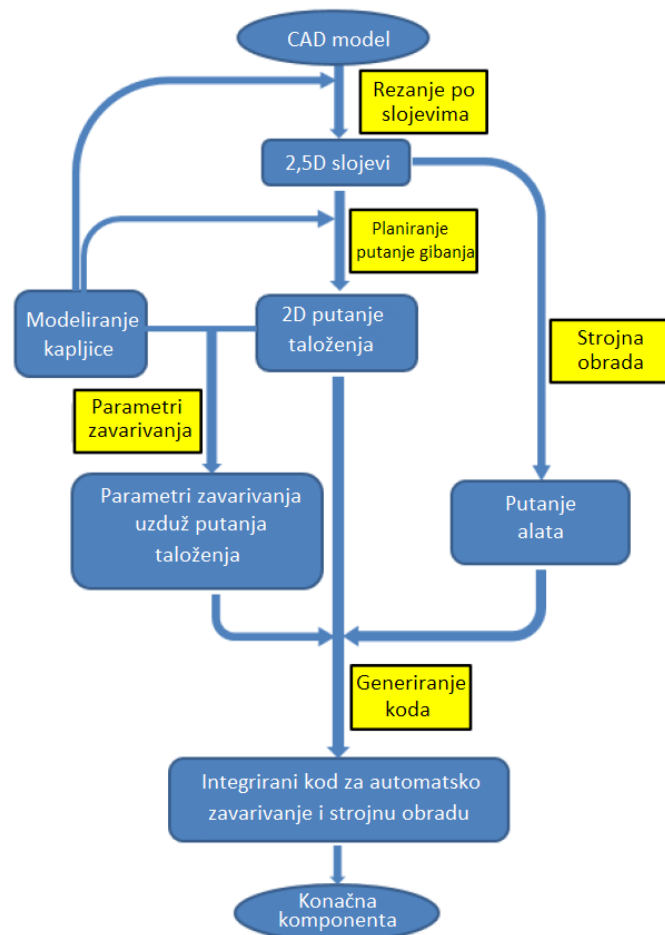 CAD model
Rezanje po
slojevima
2,5D slojevi
Planiranje
putanje gibanja
Modeliranje
kapljice
2D putanje
taloženja
Strojna
obrada
Parametri
zavarivanja
Parametri zavarivanja
uzduž putanja
taloženja
Putanje
alata
Generiranje
koda
Integrirani kod za automatsko
zavarivanje i strojnu obradu
Konačna
komponenta